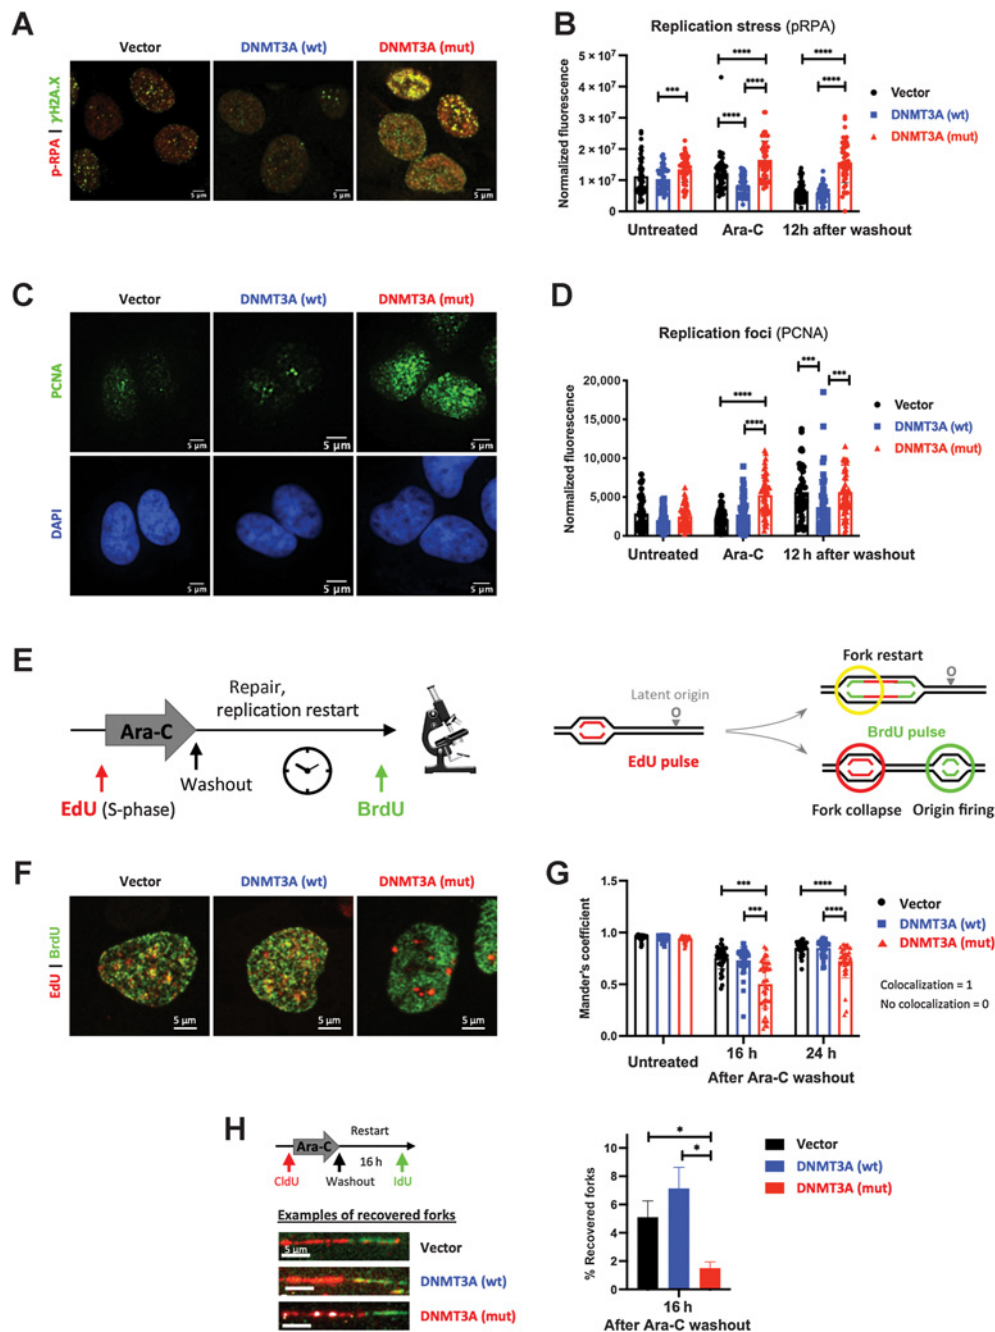 A
Vector
DNMT3A (wt)
DNMT3A (mut)
p-RPA | γH2A.X
5 μm
5 μm
5 μm
B
Replication stress (pRPA)
Normalized fluorescence
5 × 10⁷
4 × 10⁷
3 × 10⁷
2 × 10⁷
1 × 10⁷
0
***
****
****
****
****
****
Untreated
Ara-C
12h after washout
Vector
DNMT3A (wt)
DNMT3A (mut)
C
Vector
DNMT3A (wt)
DNMT3A (mut)
PCNA
5 μm
5 μm
5 μm
DAPI
5 μm
5 μm
5 μm
D
Replication foci (PCNA)
Normalized fluorescence
20,000
15,000
10,000
5,000
0
****
****
***
***
Untreated
Ara-C
12h after washout
Vector
DNMT3A (wt)
DNMT3A (mut)
E
Repair,
replication restart
Ara-C
Washout
EdU (S-phase)
BrdU
Latent origin
O
EdU pulse
Fork restart
O
BrdU pulse
Fork collapse
Origin firing
F
Vector
DNMT3A (wt)
DNMT3A (mut)
EdU | BrdU
5 μm
5 μm
5 μm
G
Mander's coefficient
1.5
1.0
0.5
0.0
***
***
****
****
Untreated
16 h
24 h
After Ara-C washout
Vector
DNMT3A (wt)
DNMT3A (mut)
Colocalization = 1
No colocalization = 0
H
Restart
Ara-C
16 h
CldU
Washout
IdU
Examples of recovered forks
5 μm
Vector
DNMT3A (wt)
DNMT3A (mut)
% Recovered forks
10
8
6
4
2
0
*
*
16 h
After Ara-C washout
Vector
DNMT3A (wt)
DNMT3A (mut)